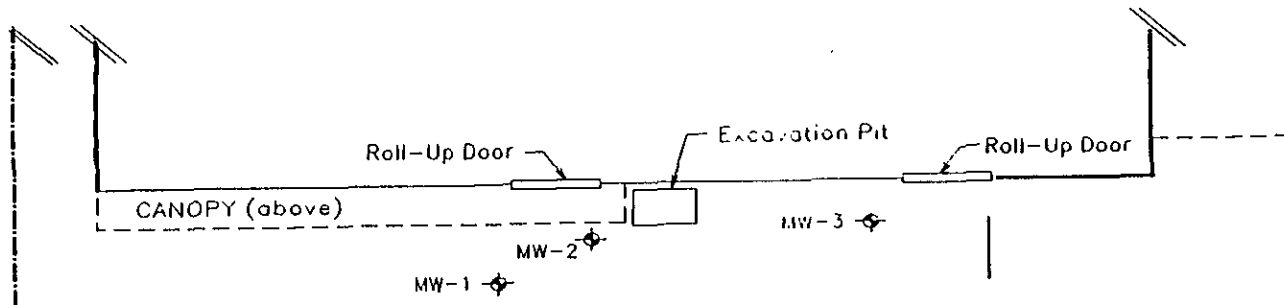 Excavation Pit
Roll-Up Door
Roll-Up Door
CANOPY (above)
MW-3
MW-2
MW-1